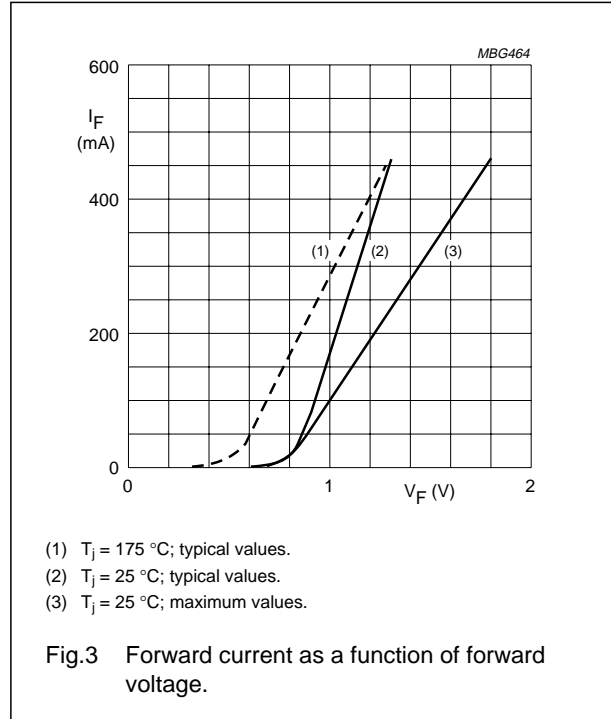 MBG464
600
I_F
(mA)
400
(1) (2) (3)
200
0
0 1 V_F (V) 2
(1) T_j = 175 °C; typical values.
(2) T_j = 25 °C; typical values.
(3) T_j = 25 °C; maximum values.
Fig.3 Forward current as a function of forward
voltage.